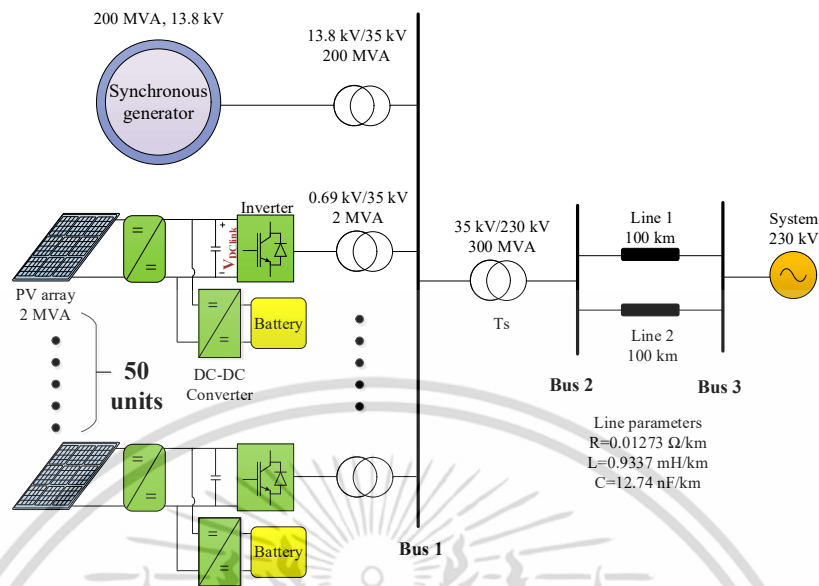 200 MVA, 13.8 kV
13.8 kV/35 kV
200 MVA
Synchronous
generator
0.69 kV/35 kV
2 MVA
Inverter
+
VDClink
−
PV array
2 MVA
DC-DC
Converter
Battery
50
units
35 kV/230 kV
300 MVA
Ts
Line 1
100 km
Line 2
100 km
System
230 kV
Bus 2
Bus 3
Line parameters
R=0.01273 Ω/km
L=0.9337 mH/km
C=12.74 nF/km
Battery
Bus 1